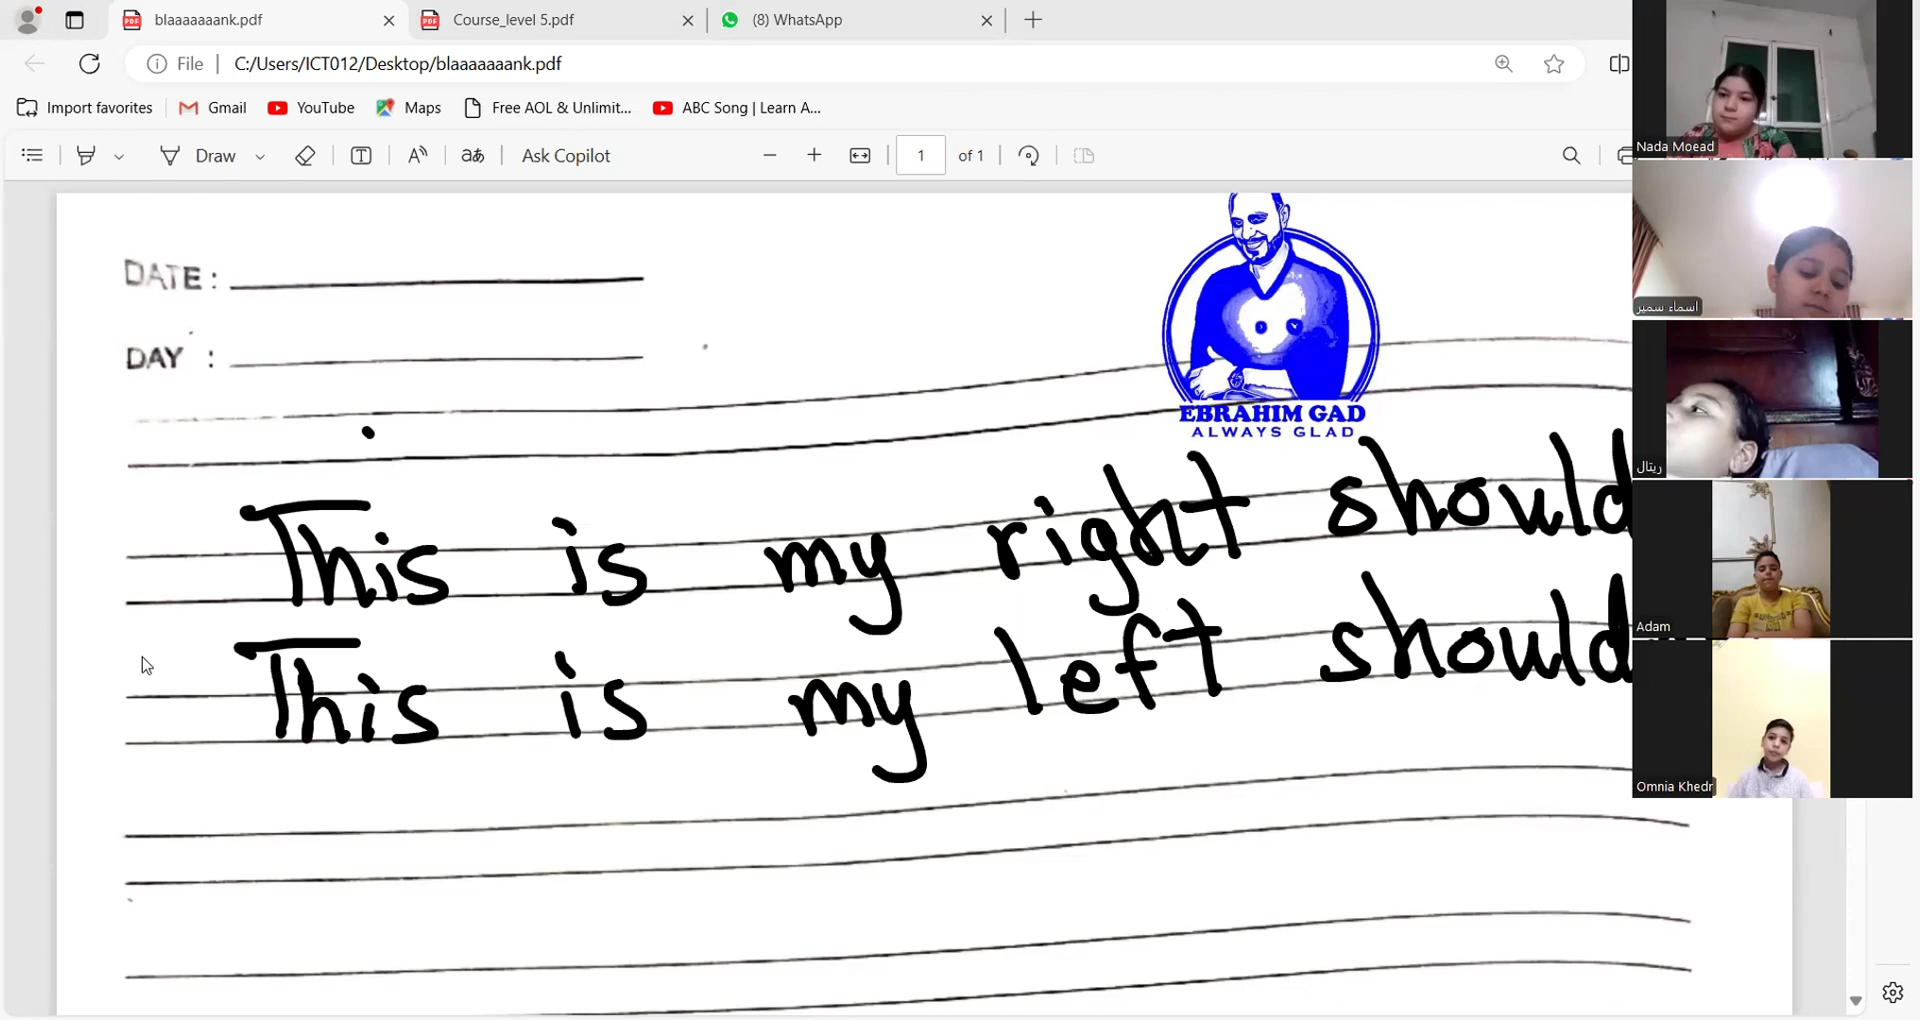 blaaaaaaank.pdf
Course_level 5.pdf
(8) WhatsApp
File
C:/Users/ICT012/Desktop/blaaaaaaank.pdf
Import favorites
Gmail
YouTube
Maps
Free AOL & Unlimit...
ABC Song | Learn A...
Draw
Ask Copilot
1
of 1
DATE :
DAY :
EBRAHIM GAD
ALWAYS GLAD
This is my right should
This is my left should
Nada Moead
اسماء سمير
ريتال
Adam
Omnia Khedr